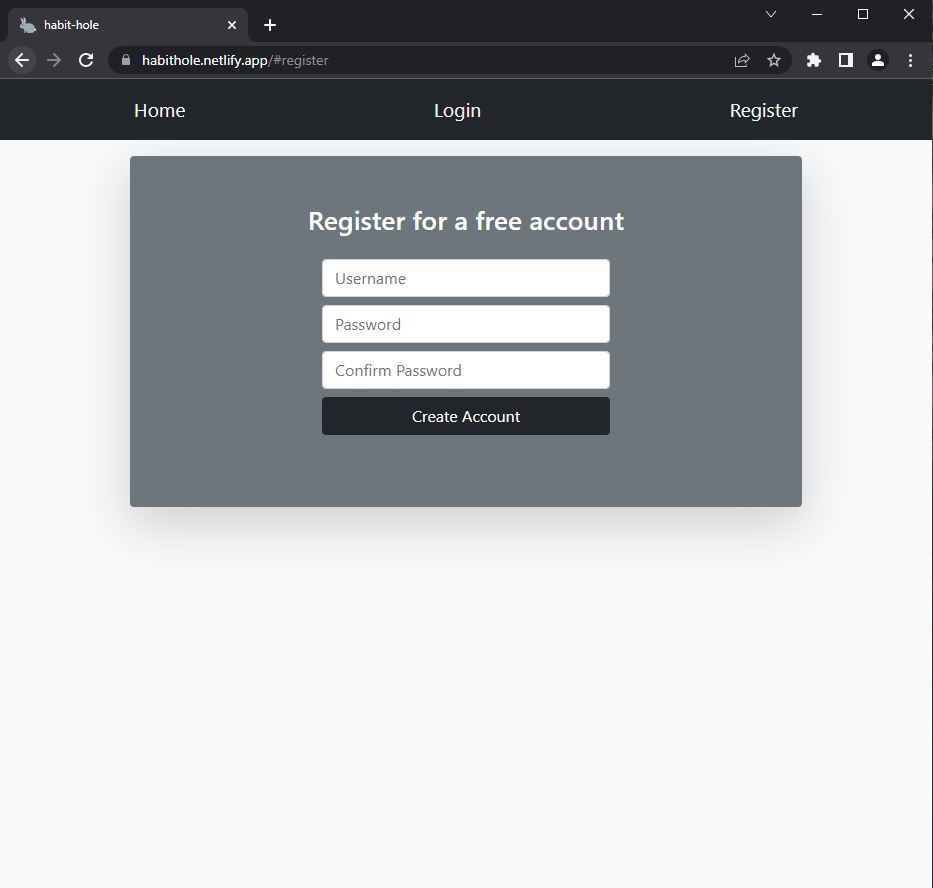 habit-hole
habithole.netlify.app/#register
Home Login Register
Register for a free account
Username
Password
Confirm Password
Create Account